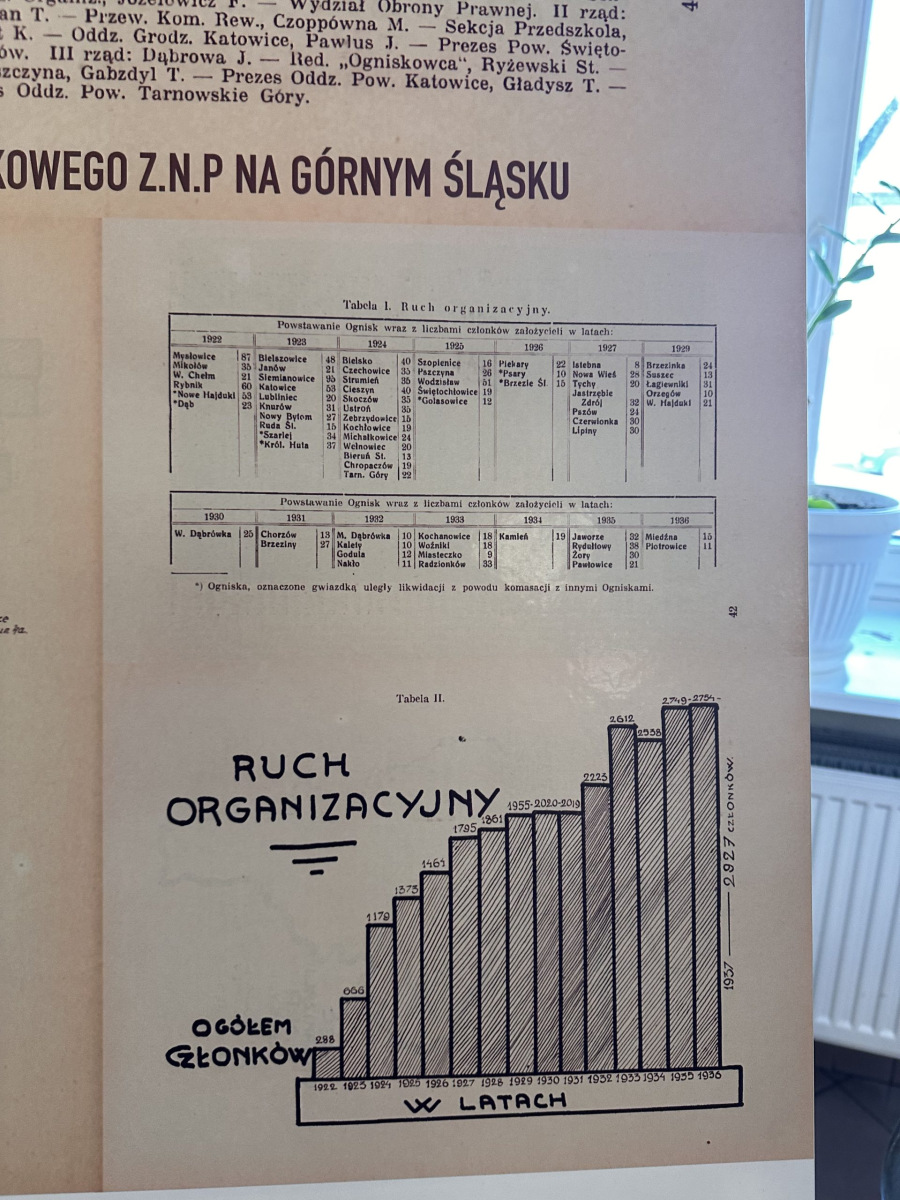 Wydział Obrony Prawnej. II rząd:
an T. — Przew. Kom. Rew., Czoppówna M. — Sekcja Przedszkola,
K. — Oddz. Grodz. Katowice, Pawlus J. — Prezes Pow. Święto-
ów. III rząd: Dąbrowa J. — Red. „Ogniskowca“, Ryżewski St. —
szczyna, Gabzdyl T. — Prezes Oddz. Pow. Katowice, Gładysz T. —
s Oddz. Pow. Tarnowskie Góry.
KOWEGO Z.N.P NA GÓRNYM ŚLĄSKU
Tabela 1. Ruch organizacyjny.
Powstawanie Ognisk wraz z liczbami członków założycieli w latach:
1922 1923 1924 1925 1926 1927 1929
Mysłowice 87 Bielszowice 48 Bielsko 40 Szopienice 16 Piekary 22 Istebna 8 Brzezinka 24
Mikołów 35 Janów 21 Czechowice 35 Pszczyna 26 *Psary 10 Nowa Wieś 28 Suszec 13
W. Chełm 21 Siemianowice 95 Strumień 35 Wodzisław 51 *Brzezie Śl. 15 Tychy 20 Łagiewniki 31
Rybnik 60 Katowice 53 Cieszyn 40 Świętochłowice 19 Jastrzębie Orzegów 10
*Nowe Hajduki 53 Lubliniec 20 Skoczów 35 *Gołasowice 12 Zdrój 32 W. Hajduki 21
*Dąb 23 Knurów 31 Ustroń 35 Pszów 24
Nowy Bytom 27 Zebrzydowice 15 Czerwionka 30
Ruda Śl. 15 Kochłowice 19 Lipiny 30
*Szarlej 34 Michałkowice 24
*Król. Huta 37 Wełnowiec 20
Bieruń St. 13
Chropaczów 19
Tarn. Góry 22
Powstawanie Ognisk wraz z liczbami członków założycieli w latach:
1930 1931 1932 1933 1934 1935 1936
W. Dąbrówka 25 Chorzów 13 M. Dąbrówka 10 Kochanowice 18 Kamień 19 Jaworze 32 Miedźna 15
Brzeziny 27 Kalety 10 Woźniki 18 Rydułtowy 38 Piotrowice 11
Godula 12 Miasteczko 9 Żory 30
Nakło 11 Radzionków 33 Pawłowice 21
*) Ogniska, oznaczone gwiazdką uległy likwidacji z powodu komasacji z innymi Ogniskami.
42
Tabela II.
RUCH
ORGANIZACYJNY
288 666 1179 1373 1464 1795 1861 1955-2020-2019 2223 2612 2538 2749-2754-
1937 — 2927 CZŁONKÓW.
OGÓŁEM
CZŁONKÓW
1922 1923 1924 1925 1926 1927 1928 1929 1930 1931 1932 1933 1934 1935 1936
W LATACH